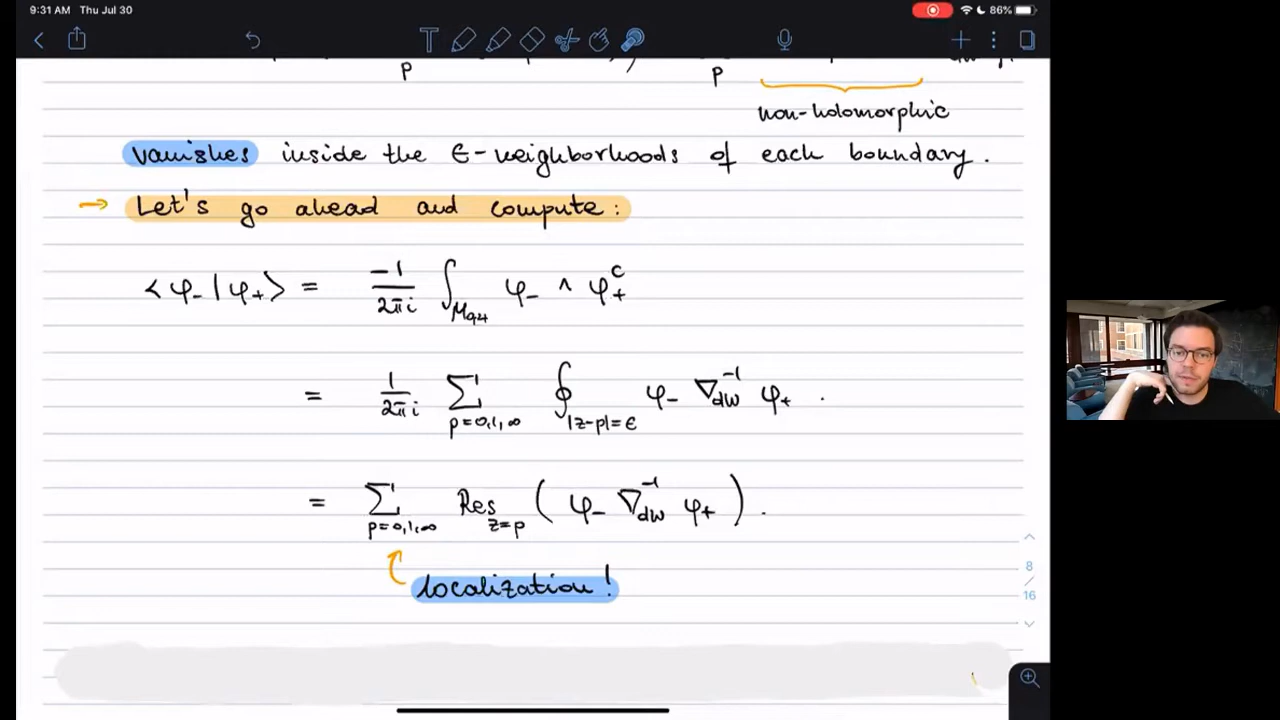 9:31 AM Thu Jul 30
86%
p
p
non-holomorphic
vanishes inside the ϵ-neighborhoods of each boundary.
→ Let's go ahead and compute:
<φ₋|φ₊> = -1/2πi ∫_{M_{0,4}} φ₋ ∧ φ₊^c
= 1/2πi Σ_{p=0,1,∞} ∮_{|z-p|=ϵ} φ₋ ∇_{dW}^{-1} φ₊ .
= Σ_{p=0,1,∞} Res_{z=p} ( φ₋ ∇_{dW}^{-1} φ₊ ) .
localization!
8
/
16